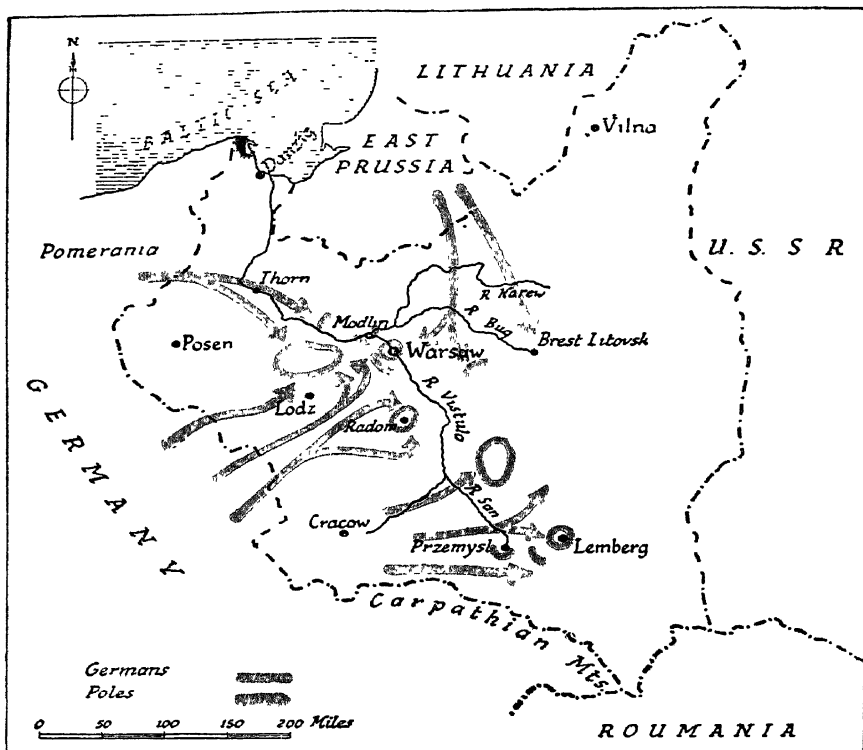 N
LITHUANIA
BALTIC SEA
Vilna
Danzig
EAST
PRUSSIA
Pomerania
U. S. S R
Thorn
R Narew
Modlin
R Bug
Posen
Warsaw
Brest Litovsk
GERMANY
Lodz
R Vistula
Radom
R San
Cracow
Przemysl
Lemberg
Carpathian Mts.
Germans
Poles
0 50 100 150 200 Miles
ROUMANIA